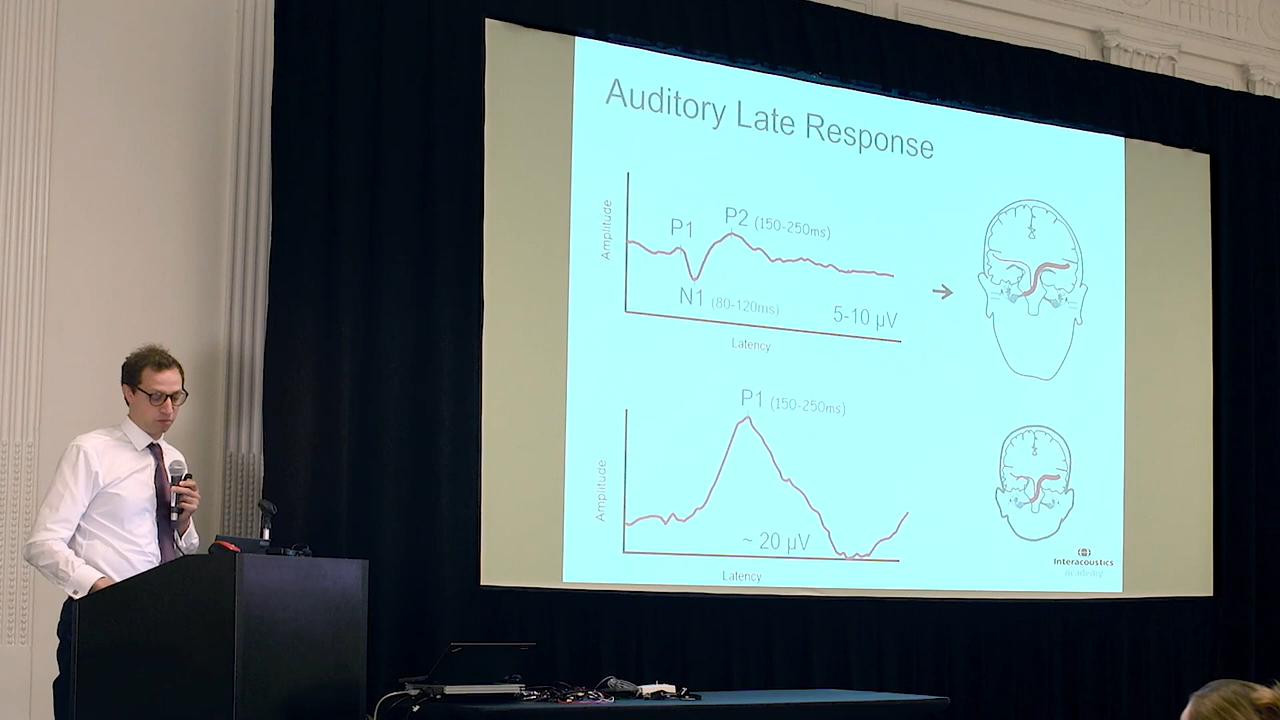 Auditory Late Response
Amplitude
P1
P2 (150-250ms)
N1 (80-120ms)
5-10 µV
Latency
P1 (150-250ms)
Amplitude
~ 20 µV
Latency
Interacoustics
academy